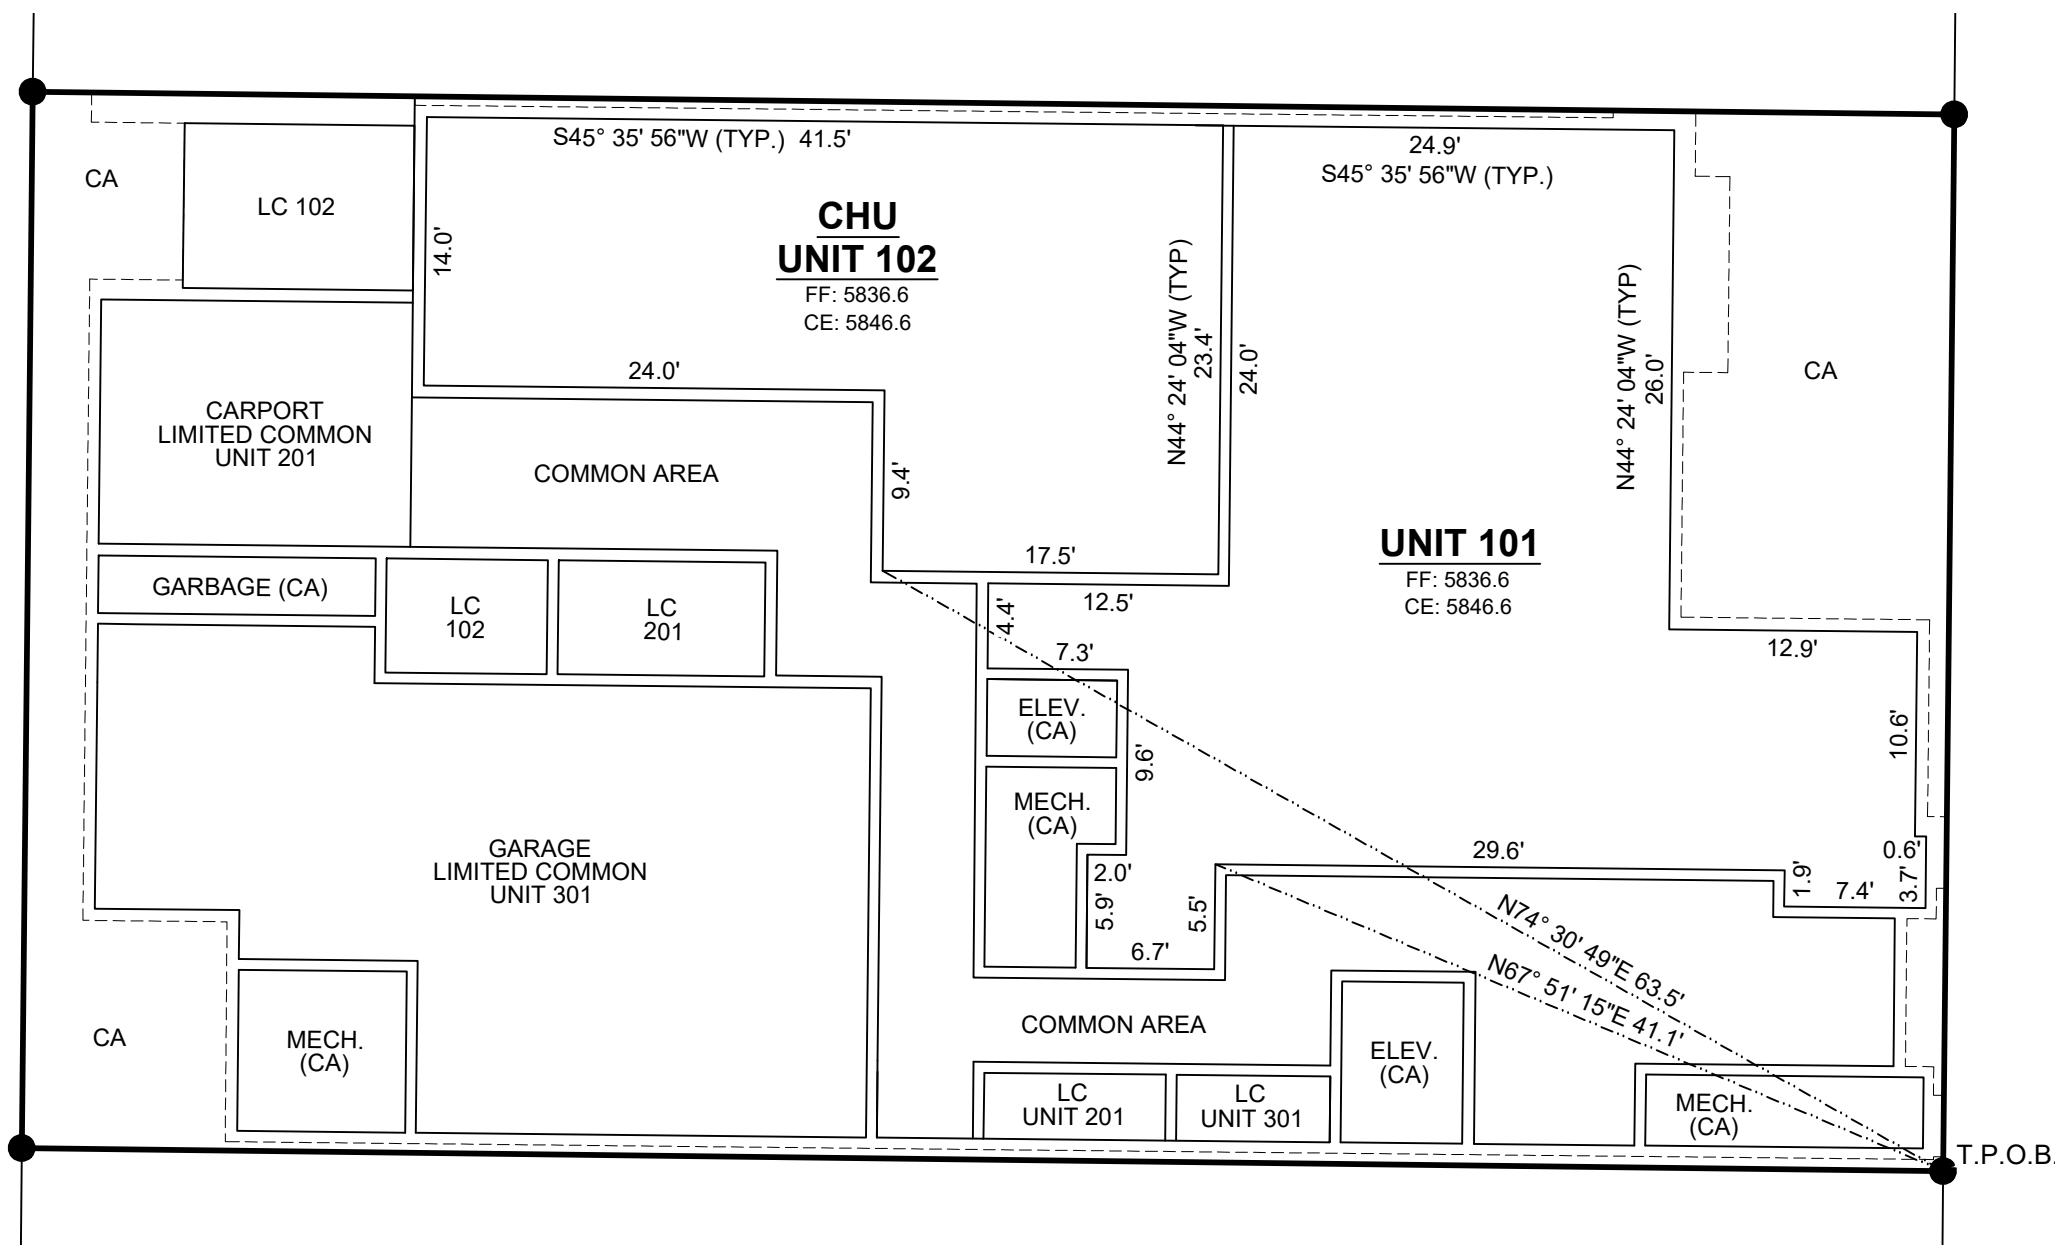 S45° 35' 56"W (TYP.) 41.5'
24.9'
S45° 35' 56"W (TYP.)
CA
LC 102
14.0'
CHU
UNIT 102
FF: 5836.6
CE: 5846.6
N44° 24' 04"W (TYP)
23.4'
24.0'
N44° 24' 04"W (TYP)
26.0'
CA
24.0'
CARPORT
LIMITED COMMON
UNIT 201
COMMON AREA
9.4'
UNIT 101
FF: 5836.6
CE: 5846.6
17.5'
12.5'
GARBAGE (CA)
LC
102
LC
201
4.4'
7.3'
12.9'
ELEV.
(CA)
9.6'
10.6'
MECH.
(CA)
GARAGE
LIMITED COMMON
UNIT 301
2.0'
5.9'
5.5'
6.7'
29.6'
1.9'
7.4'
0.6'
3.7'
N74° 30' 49"E 63.5'
N67° 51' 15"E 41.1'
CA
MECH.
(CA)
COMMON AREA
ELEV.
(CA)
LC
UNIT 201
LC
UNIT 301
MECH.
(CA)
T.P.O.B.